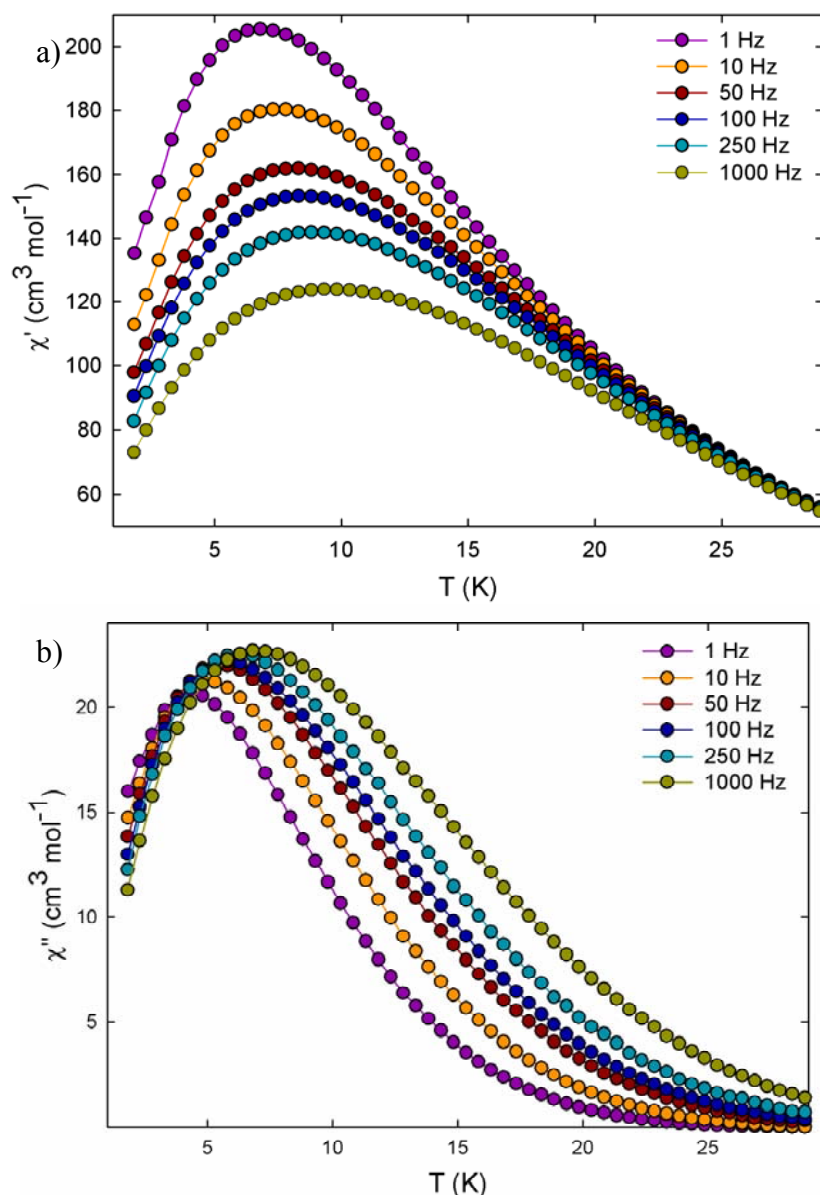 a)
200
180
160
140
120
100
80
60
χ' (cm³ mol⁻¹)
1 Hz
10 Hz
50 Hz
100 Hz
250 Hz
1000 Hz
5 10 15 20 25
T (K)
b)
20
15
10
5
χ" (cm³ mol⁻¹)
1 Hz
10 Hz
50 Hz
100 Hz
250 Hz
1000 Hz
5 10 15 20 25
T (K)